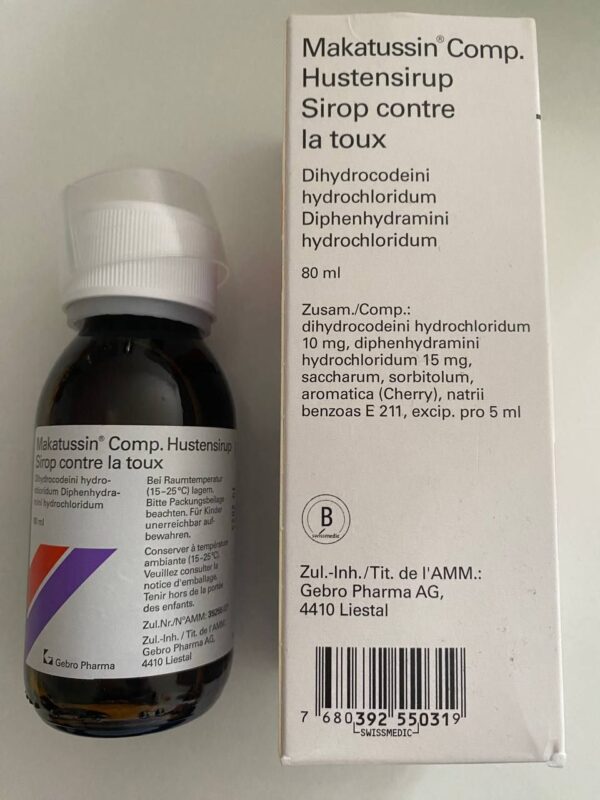 Makatussin® Comp.
Hustensirup
Sirop contre
la toux
Dihydrocodeini
hydrochloridum
Diphenhydramini
hydrochloridum
80 ml
Zusam./Comp.:
dihydrocodeini hydrochloridum
10 mg, diphenhydramini
hydrochloridum 15 mg,
saccharum, sorbitolum,
aromatica (Cherry), natrii
benzoas E 211, excip. pro 5 ml
B
swissmedic
Zul.-Inh./Tit. de l'AMM.:
Gebro Pharma AG,
4410 Liestal
7 680392 550319
SWISSMEDIC
Makatussin® Comp. Hustensirup
Sirop contre la toux
Dihydrocodeini hydro-
chloridum Diphenhydra-
mini hydrochloridum
80 ml
Bei Raumtemperatur
(15–25°C) lagern.
Bitte Packungsbeilage
beachten. Für Kinder
unerreichbar auf-
bewahren.
Conserver à température
ambiante (15–25°C).
Veuillez consulter la
notice d'emballage.
Tenir hors de la portée
des enfants.
Zul.Nr./N°AMM:
Zul.-Inh. / Tit. de l'AMM.
Gebro Pharma AG,
4410 Liestal
Gebro Pharma